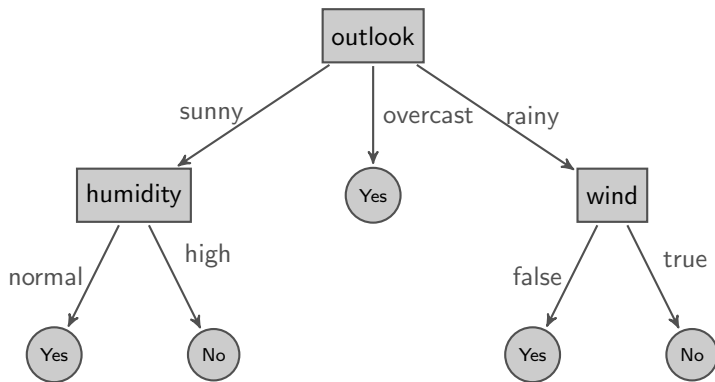 outlook
sunny
overcast
rainy
humidity
Yes
wind
normal
high
false
true
Yes
No
Yes
No